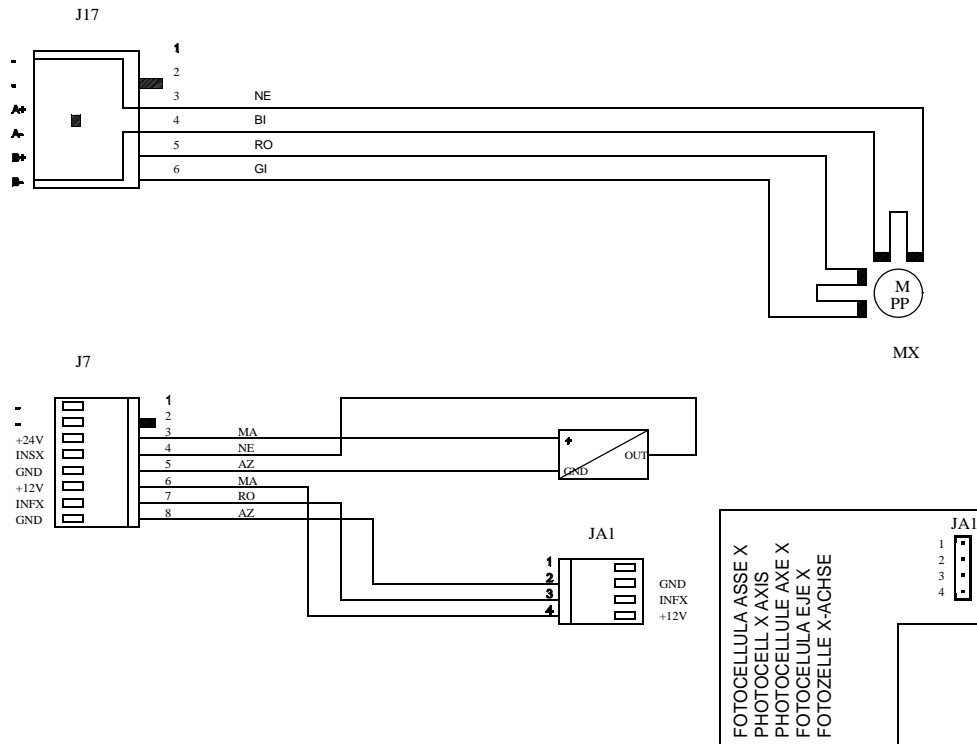 J17
1
-
2
-
3 NE
A+
4 BI
A-
5 RO
B+
6 GI
B-
M
PP
MX
J7
1
-
2
-
+24V 3 MA
INSX 4 NE
GND 5 AZ
+12V 6 MA
INFX 7 RO
GND 8 AZ
+
OUT
GND
JA1
1
2 GND
3 INFX
4 +12V
JA1
1
2
3
4
FOTOCELLULA ASSE X
PHOTOCELL X AXIS
PHOTOCELLULE AXE X
FOTOCELULA EJE X
FOTOZELLE X-ACHSE